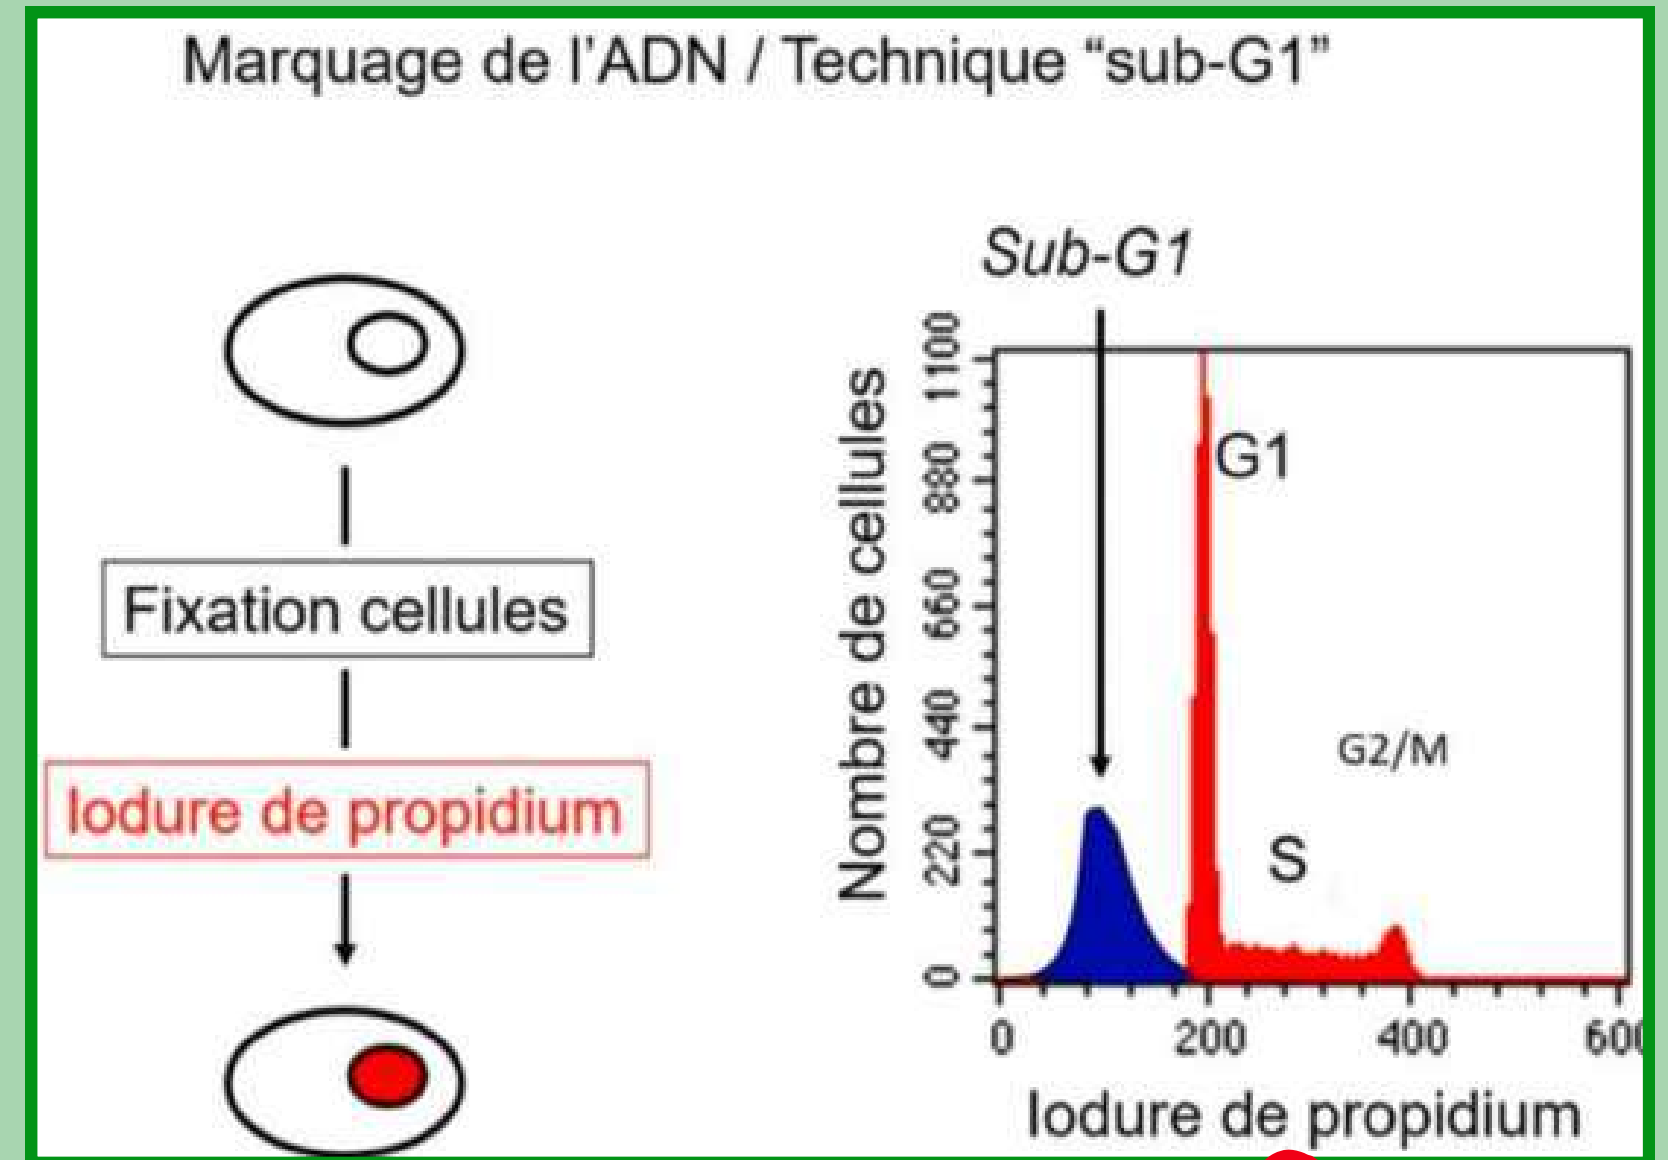 Marquage de l’ADN / Technique “sub-G1”
Fixation cellules
Iodure de propidium
Sub-G1
Nombre de cellules
1100
880
660
440
220
0
G1
G2/M
S
0 200 400 600
Iodure de propidium